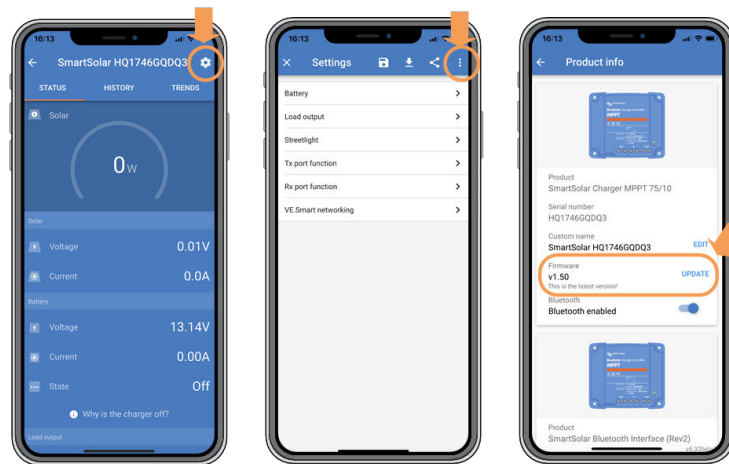 16:13
SmartSolar HQ1746GQDQ3
STATUS
HISTORY
TRENDS
Solar
0W
Solar
Voltage
0.01V
Current
0.0A
Battery
Voltage
13.14V
Current
0.00A
State
Off
Why is the charger off?
Load output
16:13
Settings
Battery
Load output
Streetlight
Tx port function
Rx port function
VE.Smart networking
16:13
Product info
MPPT
Product
SmartSolar Charger MPPT 75/10
Serial number
HQ1746GQDQ3
Custom name
SmartSolar HQ1746GQDQ3
EDIT
Firmware
v1.50
UPDATE
This is the latest version!
Bluetooth
Bluetooth enabled
MPPT
Product
SmartSolar Bluetooth Interface (Rev2)